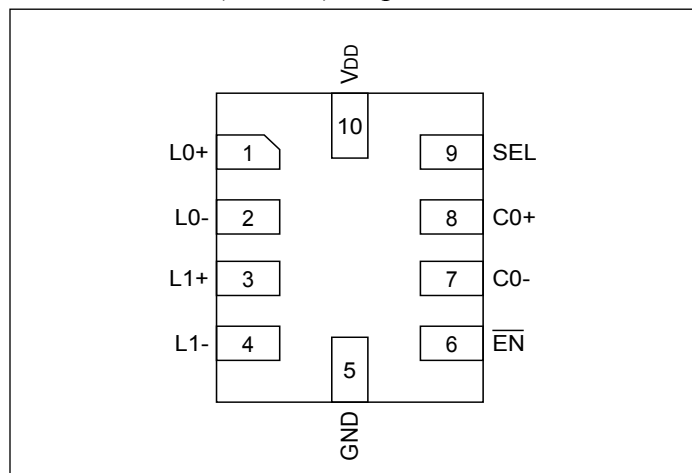 VDD
10
L0+ 1 9 SEL
L0- 2 8 C0+
L1+ 3 7 C0-
L1- 4 6 E̅N̅
5
GND